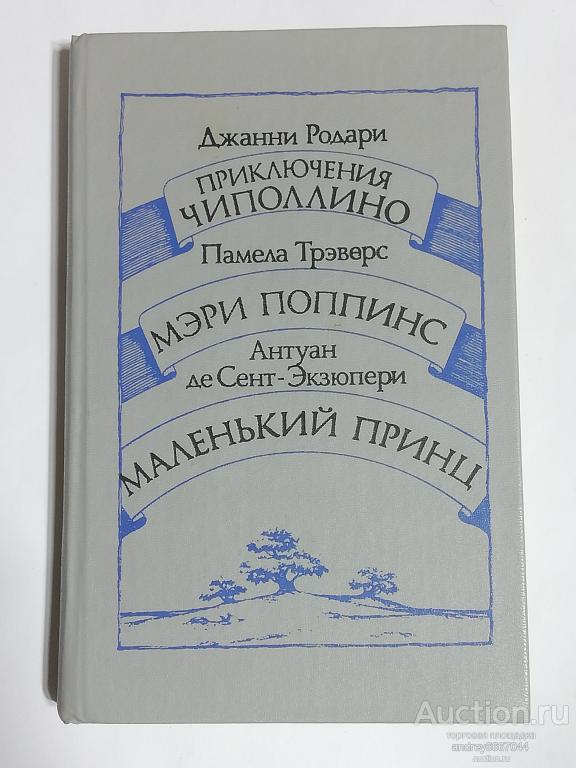 Джанни Родари
ПРИКЛЮЧЕНИЯ
ЧИПОЛЛИНО
Памела Трэверс
МЭРИ ПОППИНС
Антуан
де Сент-Экзюпери
МАЛЕНЬКИЙ ПРИНЦ
Auction.ru
торговая площадка
andrey6667044
auction.ru